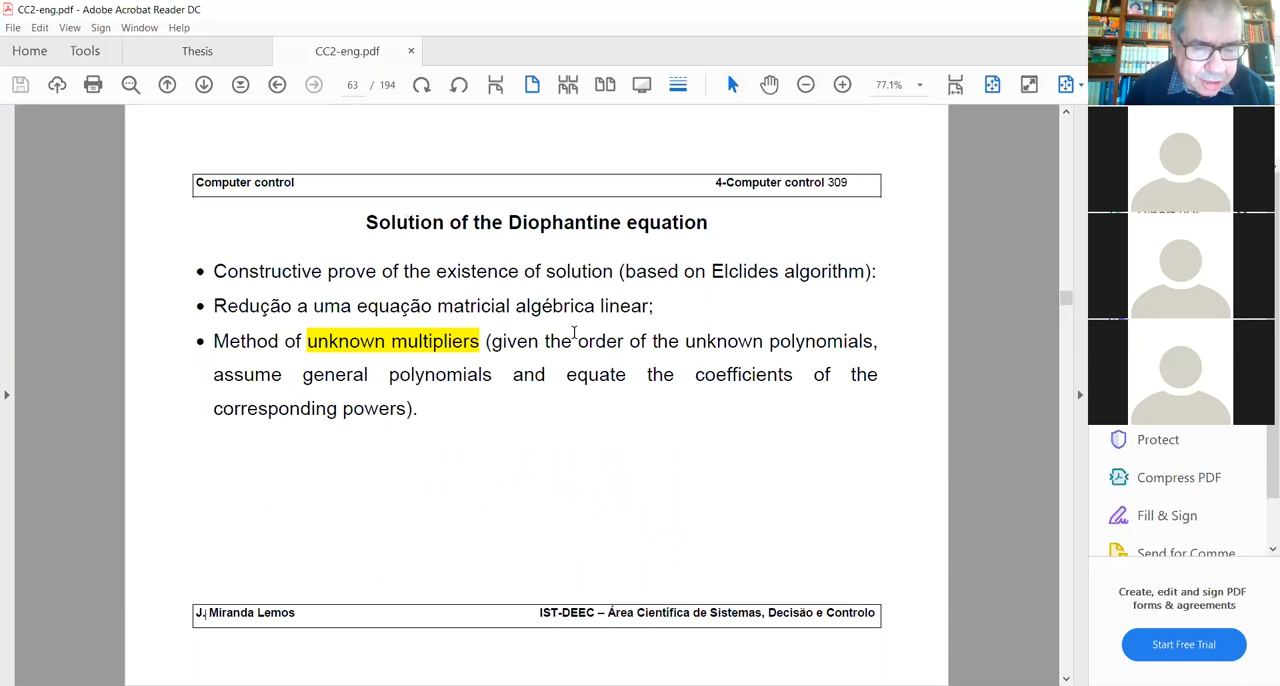 CC2-eng.pdf - Adobe Acrobat Reader DC
File Edit View Sign Window Help
Home Tools Thesis CC2-eng.pdf ×
63 / 194 77.1%
Computer control 4-Computer control 309
Solution of the Diophantine equation
• Constructive prove of the existence of solution (based on Elclides algorithm):
• Redução a uma equação matricial algébrica linear;
• Method of unknown multipliers (given the order of the unknown polynomials,
assume general polynomials and equate the coefficients of the
corresponding powers).
J. Miranda Lemos IST-DEEC – Área Científica de Sistemas, Decisão e Controlo
Protect
Compress PDF
Fill & Sign
Send for Comme
Create, edit and sign PDF
forms & agreements
Start Free Trial